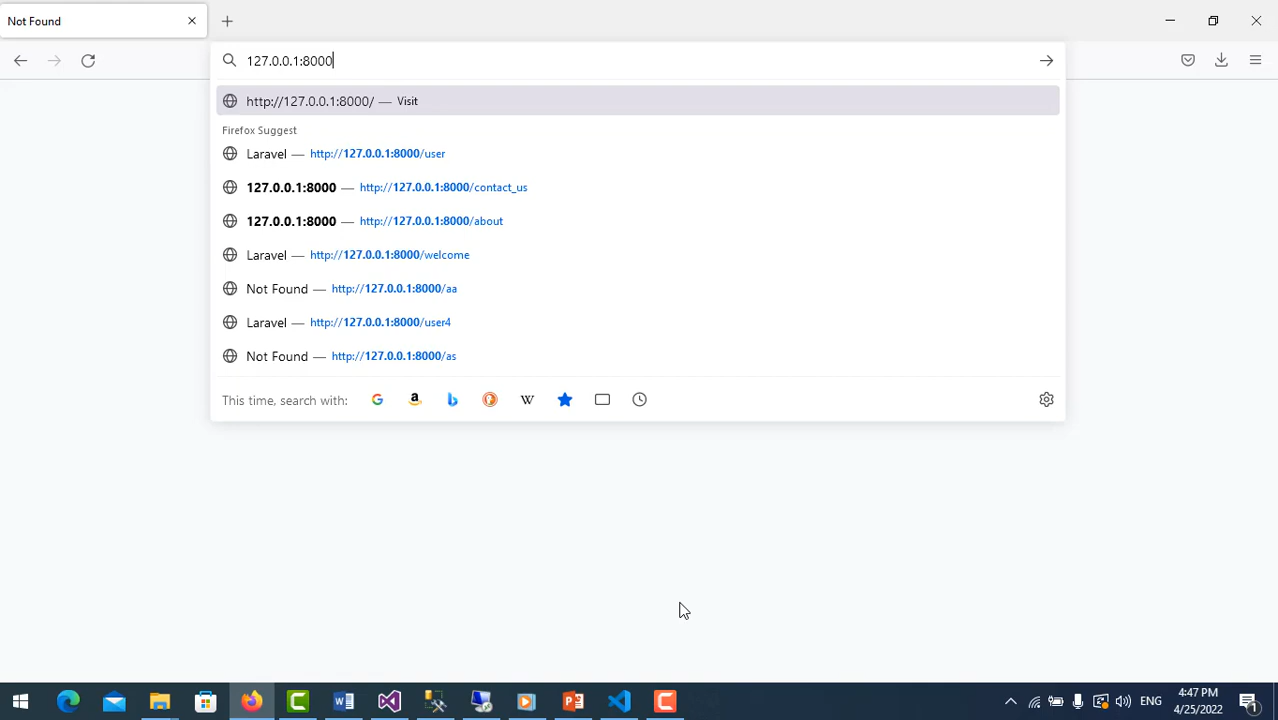 Not Found
127.0.0.1:8000
http://127.0.0.1:8000/ — Visit
Firefox Suggest
Laravel — http://127.0.0.1:8000/user
127.0.0.1:8000 — http://127.0.0.1:8000/contact_us
127.0.0.1:8000 — http://127.0.0.1:8000/about
Laravel — http://127.0.0.1:8000/welcome
Not Found — http://127.0.0.1:8000/aa
Laravel — http://127.0.0.1:8000/user4
Not Found — http://127.0.0.1:8000/as
This time, search with:
ENG
4:47 PM
4/25/2022